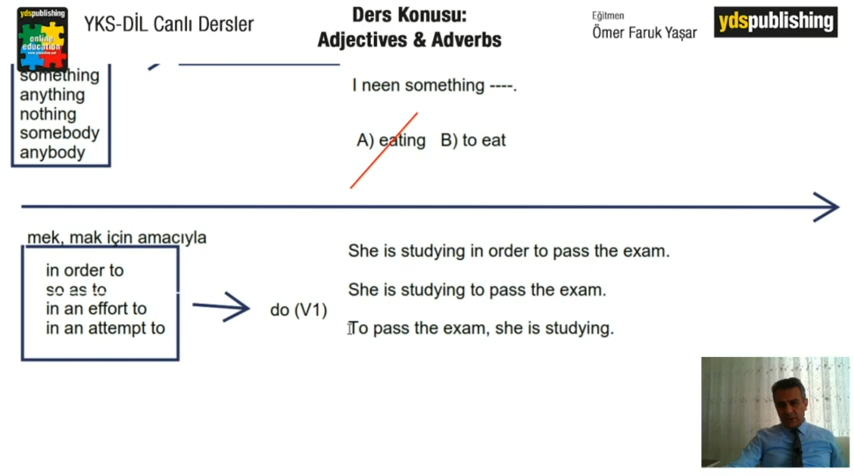 ydspublishing
online
education
YKS-DİL Canlı Dersler
Ders Konusu:
Adjectives & Adverbs
Eğitmen
Ömer Faruk Yaşar
ydspublishing
something
anything
nothing
somebody
anybody
I neen something ----.
A) eating B) to eat
mek, mak için amacıyla
in order to
so as to
in an effort to
in an attempt to
do (V1)
She is studying in order to pass the exam.
She is studying to pass the exam.
To pass the exam, she is studying.